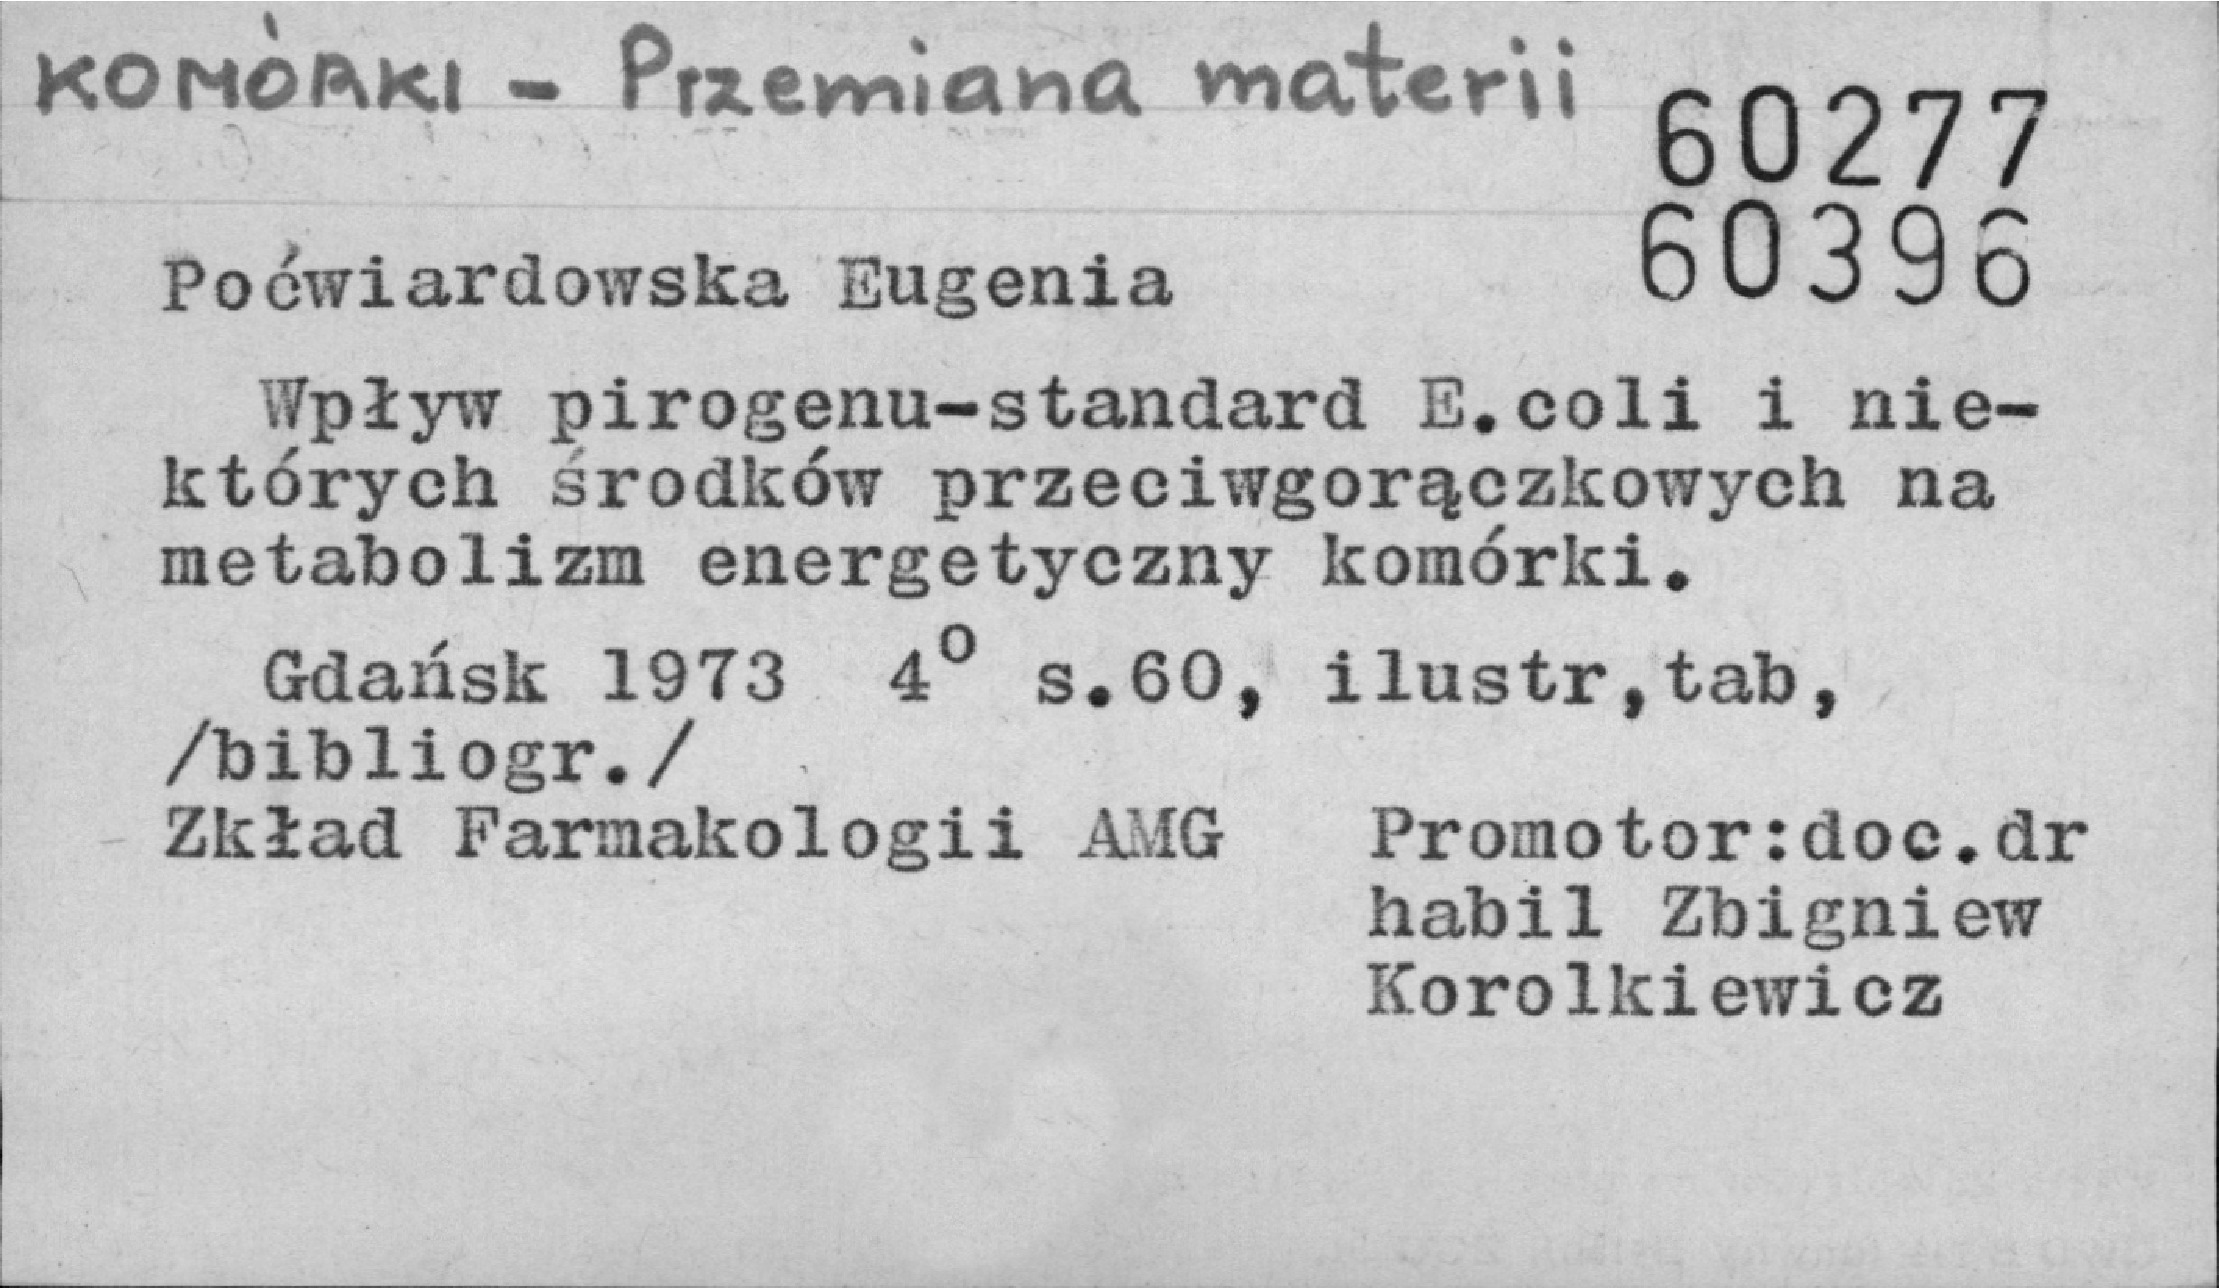 KOMÓRKI - Przemiana materii
60277
60396
Poćwiardowska Eugenia
Wpływ pirogenu-standard E.coli i nie-
których środków przeciwgorączkowych na
metabolizm energetyczny komórki.
Gdańsk 1973 4° s.60, ilustr,tab,
/bibliogr./
Zkład Farmakologii AMG Promotor:doc.dr
habil Zbigniew
Korolkiewicz